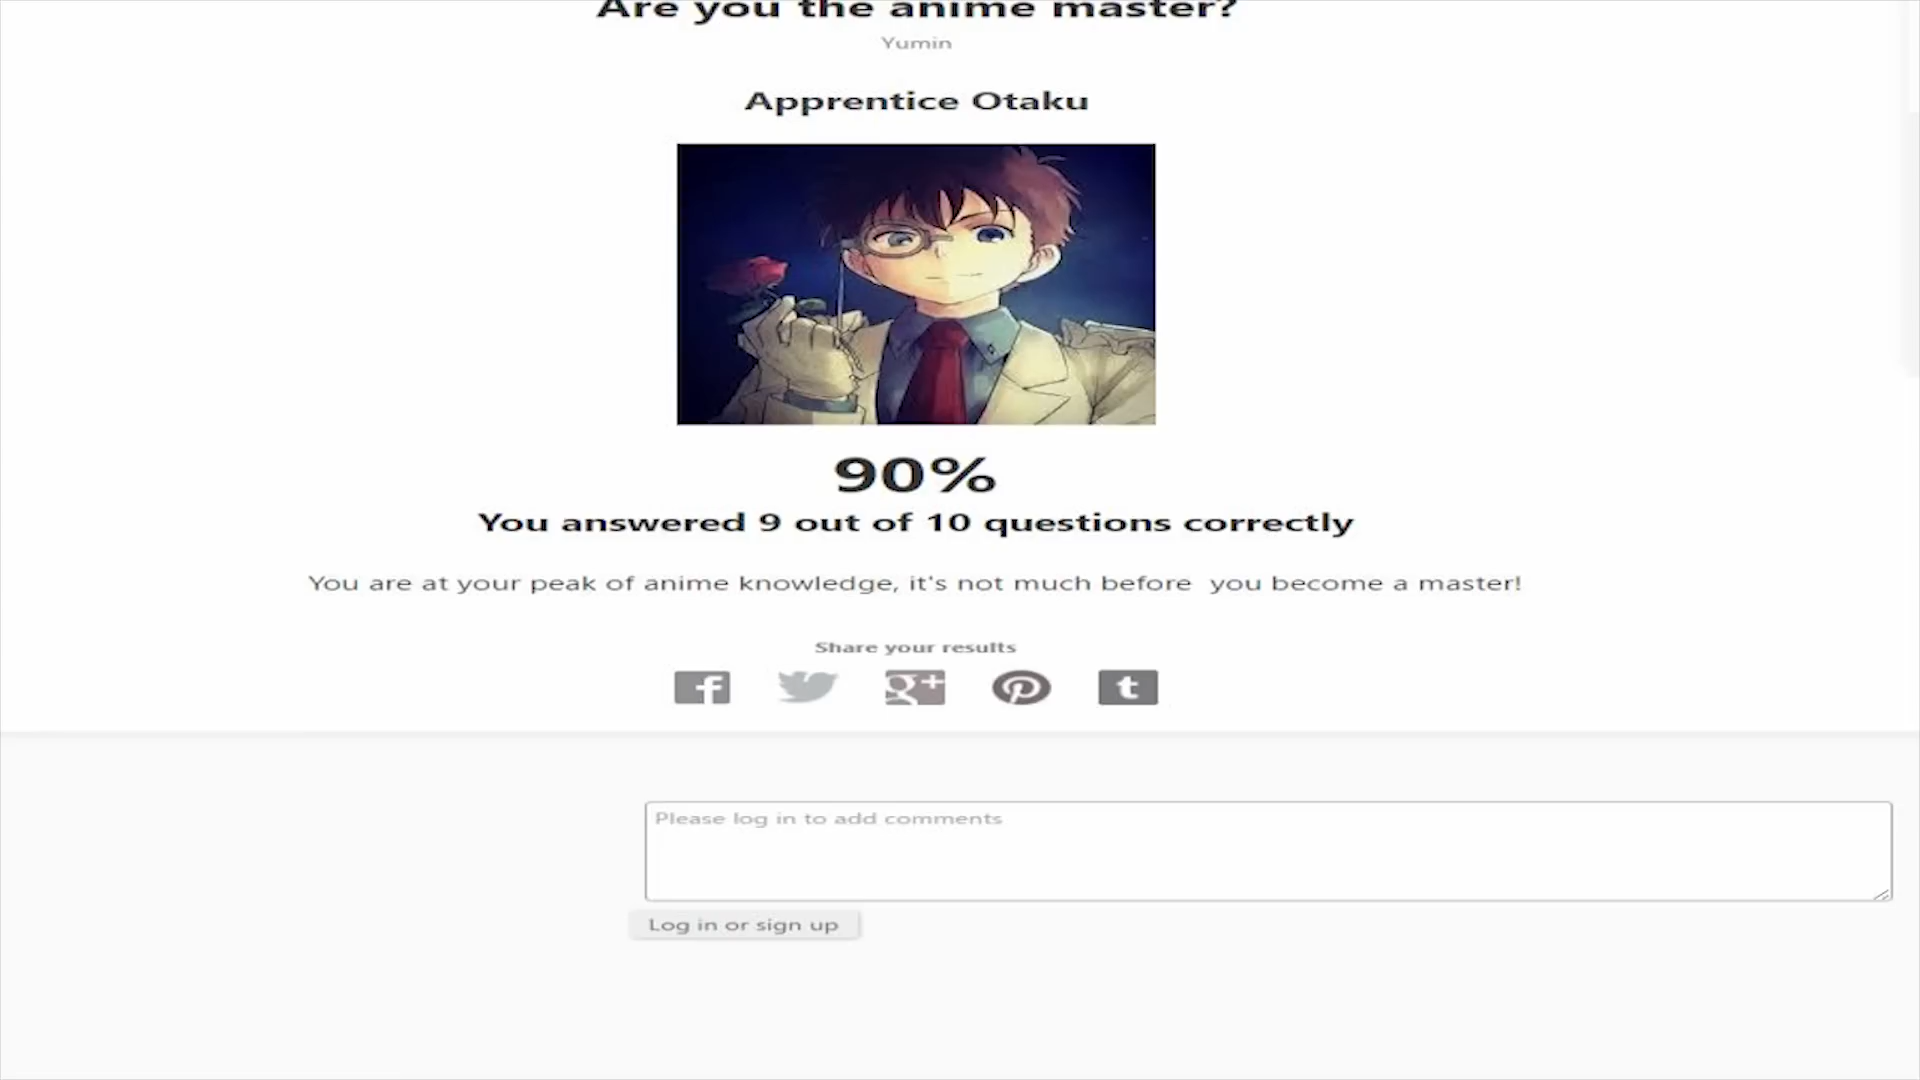 Are you the anime master?
Yumin
Apprentice Otaku
90%
You answered 9 out of 10 questions correctly
You are at your peak of anime knowledge, it's not much before  you become a master!
Share your results
f g+ t
Please log in to add comments
Log in or sign up